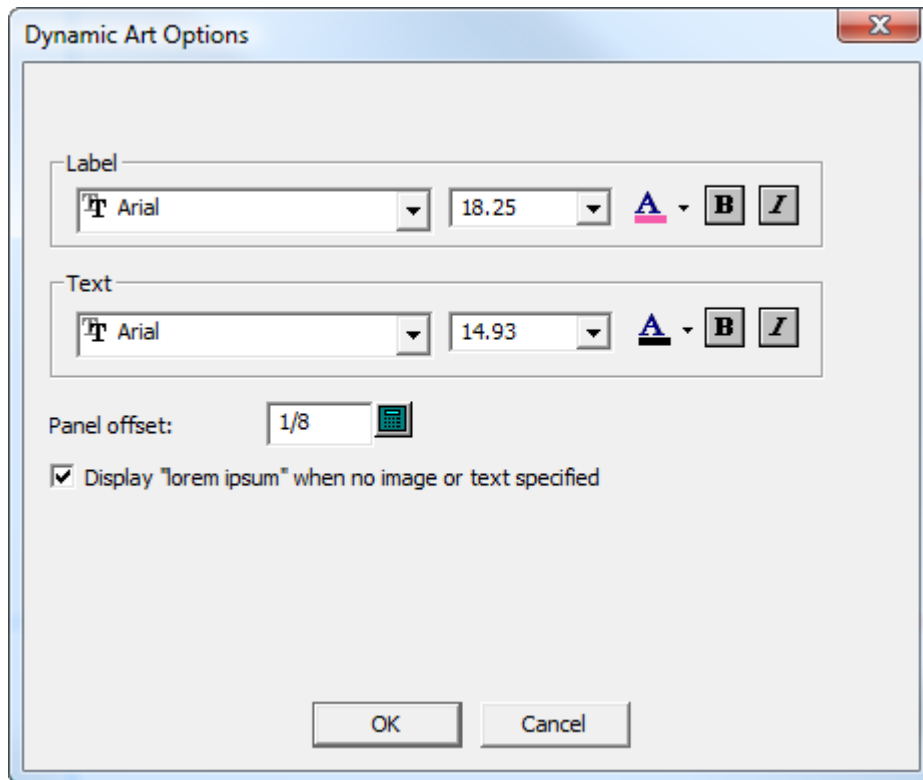 Dynamic Art Options
Label
Arial 18.25 A B I
Text
Arial 14.93 A B I
Panel offset: 1/8
Display "lorem ipsum" when no image or text specified
OK Cancel